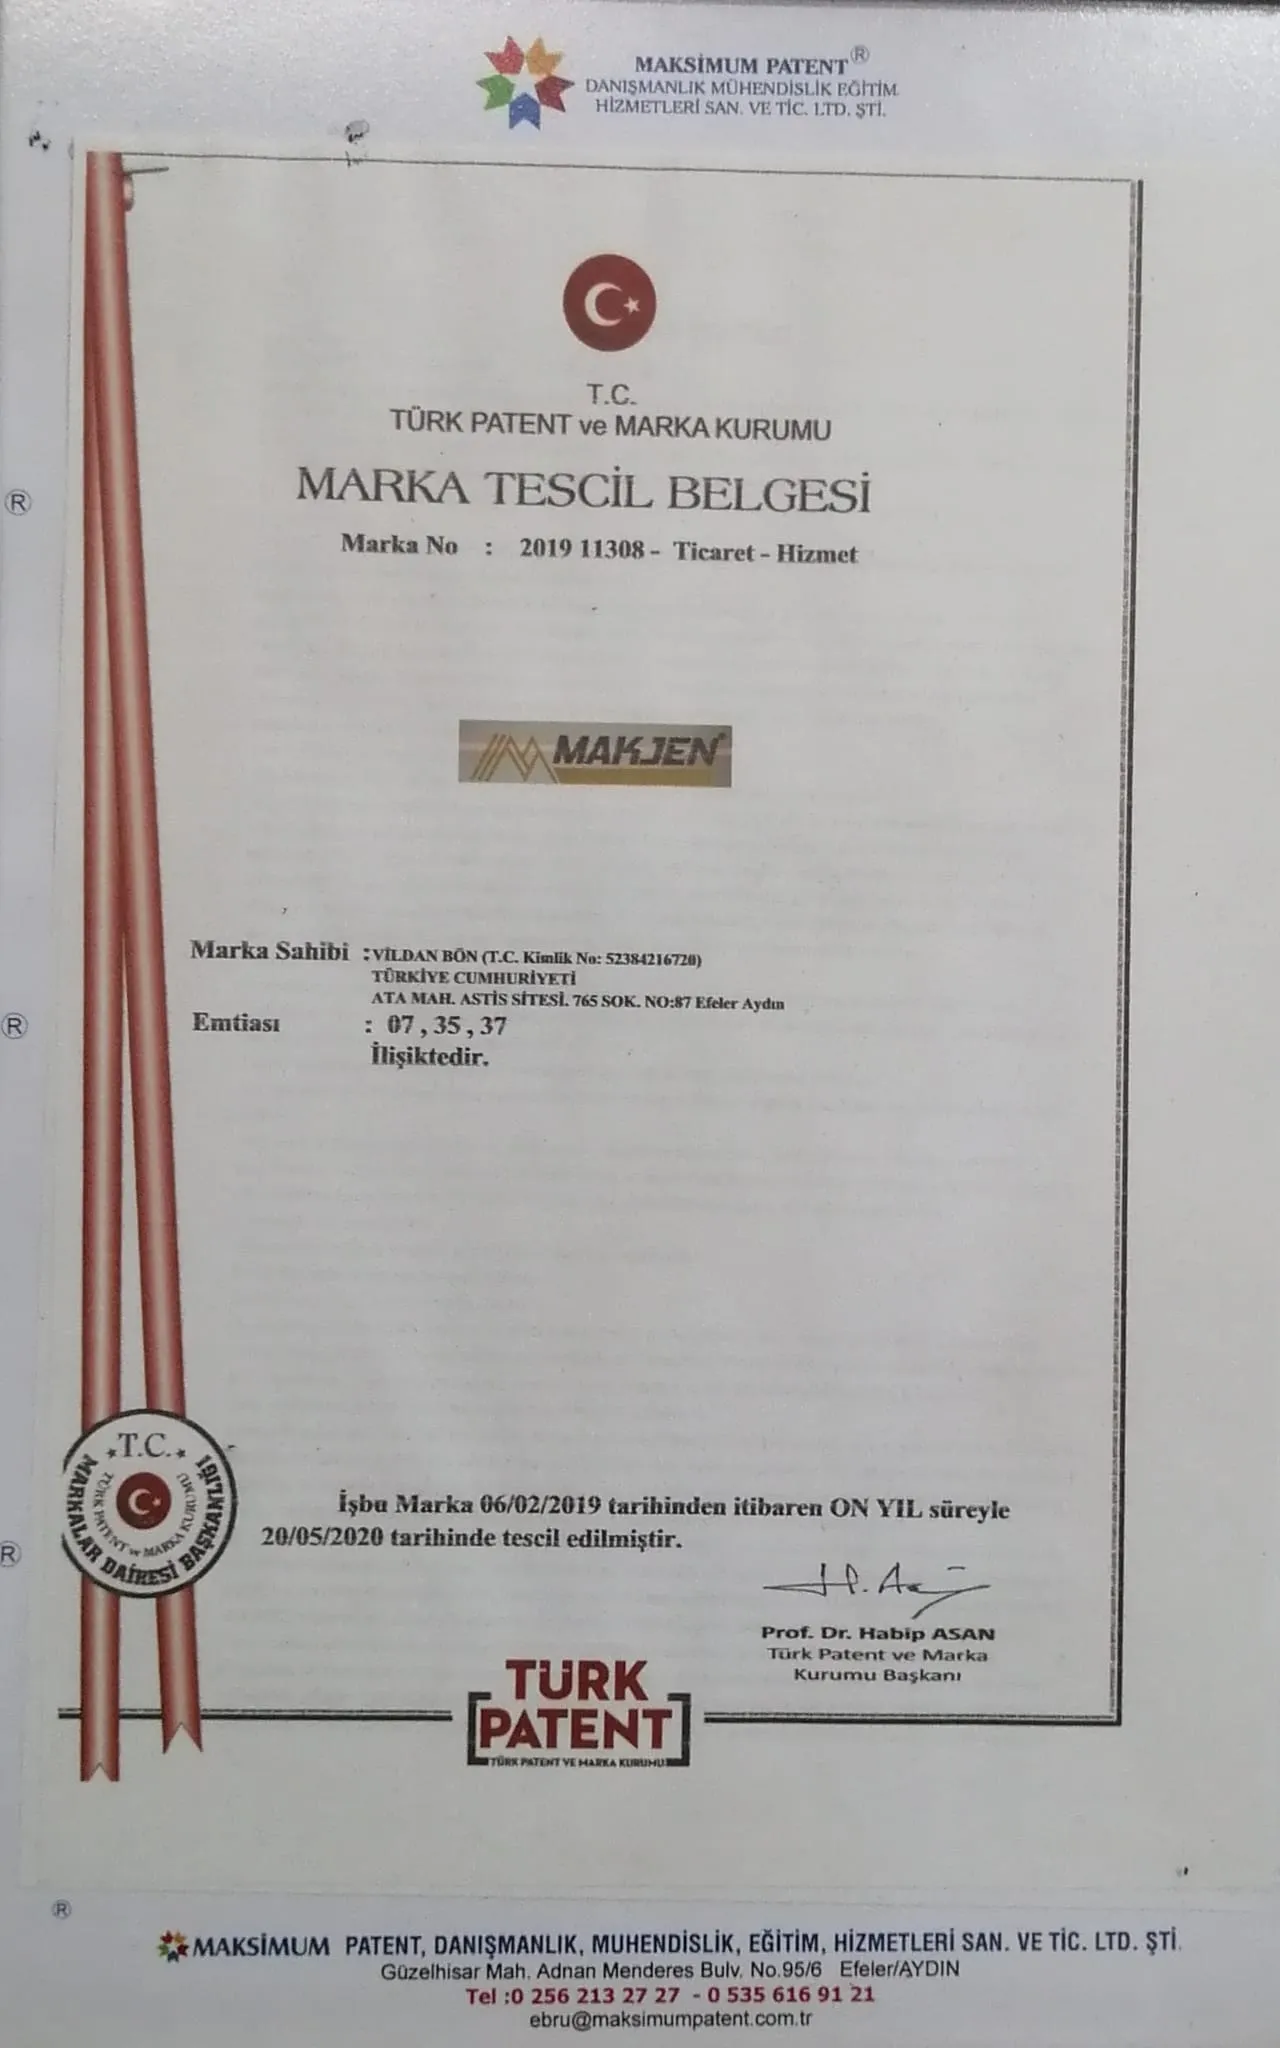 MAKSİMUM PATENT®
DANIŞMANLIK MÜHENDİSLİK EĞİTİM
HİZMETLERİ SAN. VE TİC. LTD. ŞTİ.
T.C.
TÜRK PATENT ve MARKA KURUMU
MARKA TESCİL BELGESİ
Marka No : 2019 11308 - Ticaret - Hizmet
®
MAKJEN®
Marka Sahibi : VİLDAN BÖN (T.C. Kimlik No: 52384216720)
TÜRKİYE CUMHURİYETİ
ATA MAH. ASTİS SİTESİ. 765 SOK. NO:87 Efeler Aydın
Emtiası : 07 , 35 , 37
®
İlişiktedir.
T.C.
TÜRK PATENT ve MARKA KURUMU
MARKALAR DAİRESİ BAŞKANLIĞI
İşbu Marka 06/02/2019 tarihinden itibaren ON YIL süreyle
20/05/2020 tarihinde tescil edilmiştir.
®
H. Asan
Prof. Dr. Habip ASAN
Türk Patent ve Marka
Kurumu Başkanı
TÜRK
PATENT
TÜRK PATENT VE MARKA KURUMU
®
MAKSİMUM PATENT, DANIŞMANLIK, MUHENDİSLİK, EĞİTİM, HİZMETLERİ SAN. VE TİC. LTD. ŞTİ.
Güzelhisar Mah. Adnan Menderes Bulv. No.95/6 Efeler/AYDIN
Tel :0 256 213 27 27 - 0 535 616 91 21
ebru@maksimumpatent.com.tr